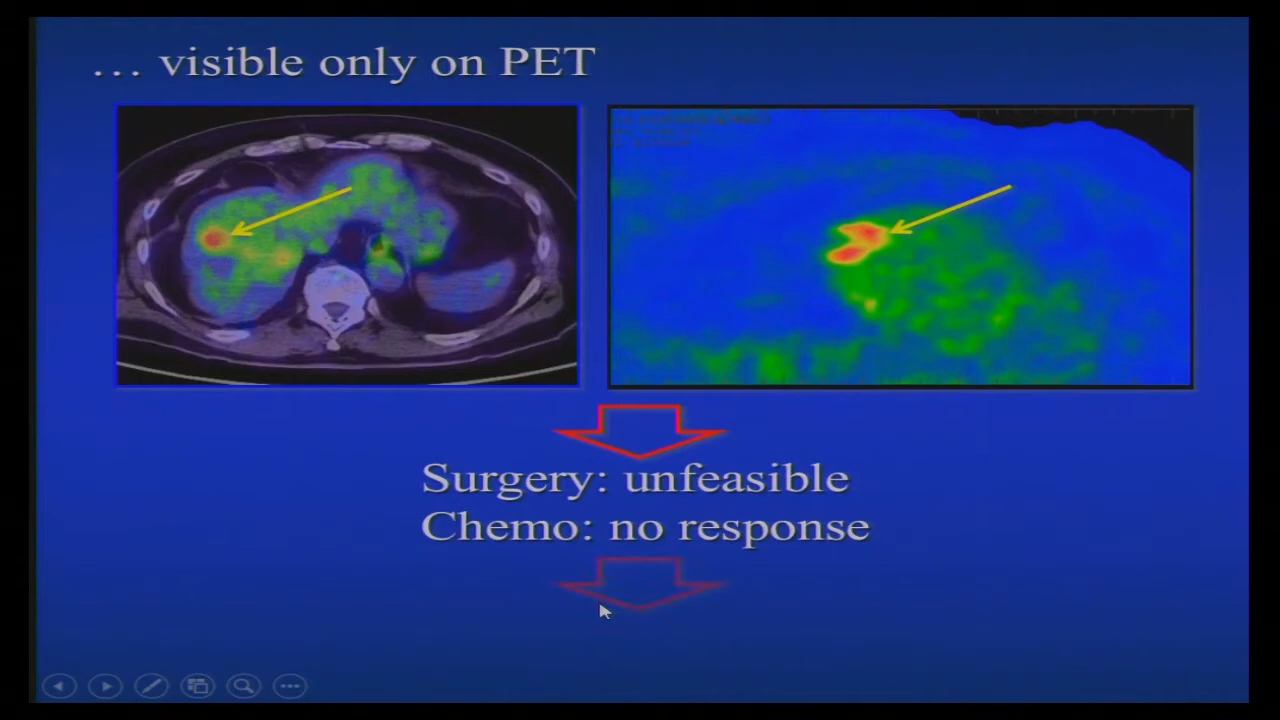 … visible only on PET
Surgery: unfeasible
Chemo: no response